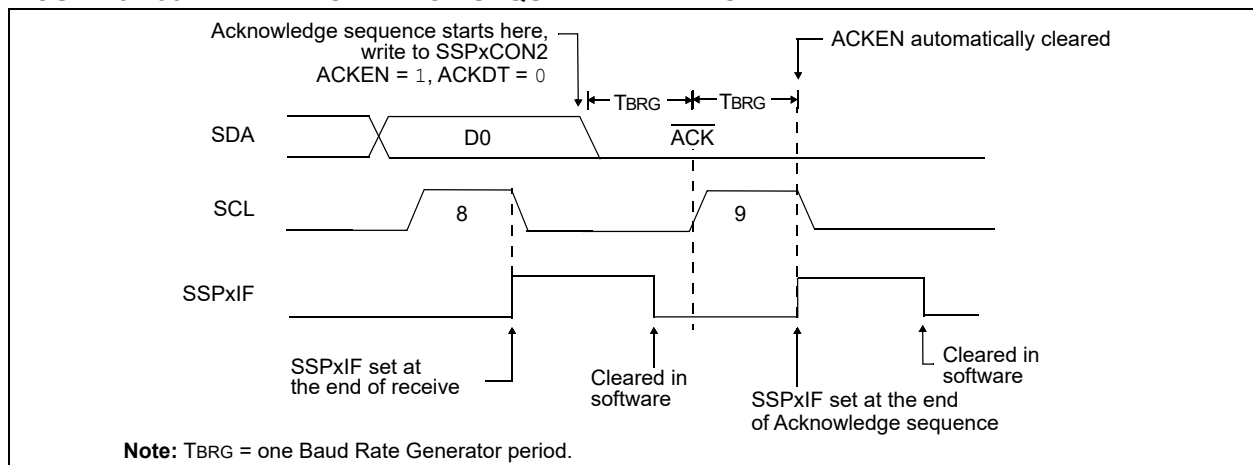 Acknowledge sequence starts here,
write to SSPxCON2
ACKEN = 1, ACKDT = 0
ACKEN automatically cleared
TBRG
TBRG
SDA
D0
ACK
SCL
8
9
SSPxIF
SSPxIF set at
the end of receive
Cleared in
software
SSPxIF set at the end
of Acknowledge sequence
Cleared in
software
Note: TBRG = one Baud Rate Generator period.